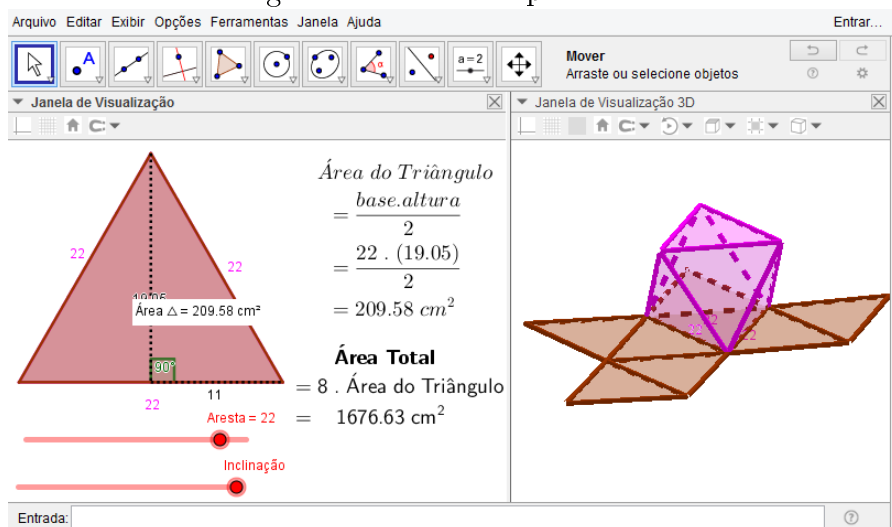 Arquivo Editar Exibir Opções Ferramentas Janela Ajuda Entrar...
A
α
a=2
Mover
Arraste ou selecione objetos
Janela de Visualização
Janela de Visualização 3D
22
22
Área △ = 209.58 cm²
90°
11
22
Área do Triângulo
= base.altura
2
= 22 . (19.05)
2
= 209.58 cm²
Área Total
= 8 . Área do Triângulo
= 1676.63 cm²
Aresta = 22
Inclinação
Entrada: